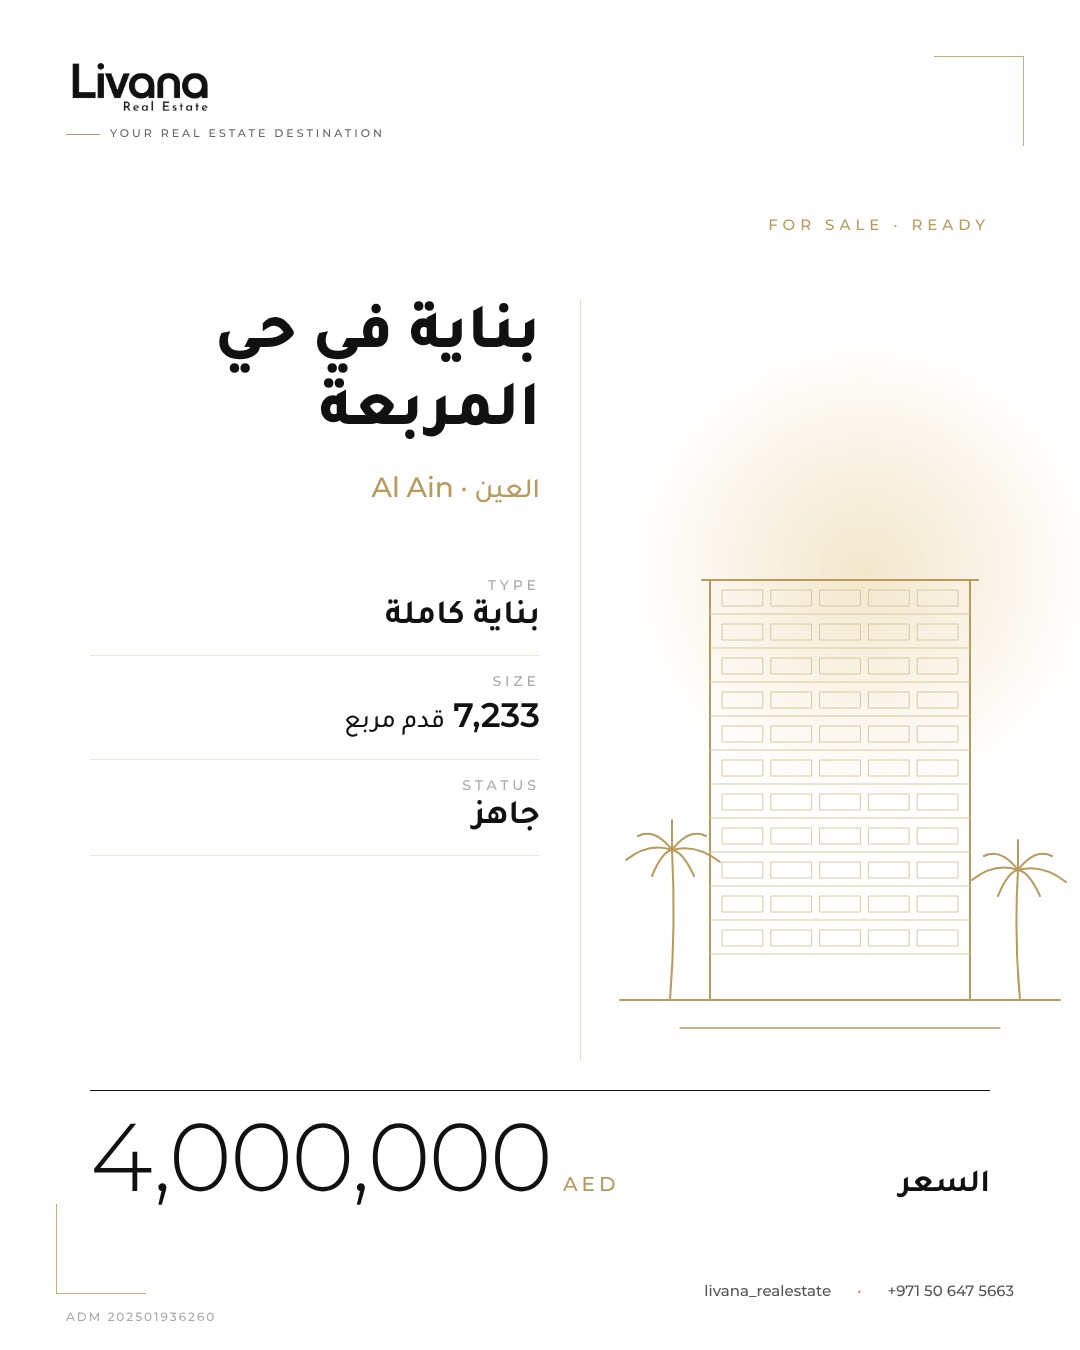 Livana
Real Estate
YOUR REAL ESTATE DESTINATION
FOR SALE · READY
بناية في حي
المربعة
العين · Al Ain
TYPE
بناية كاملة
SIZE
7,233 قدم مربع
STATUS
جاهز
السعر
4,000,000 AED
livana_realestate · +971 50 647 5663
ADM 202501936260